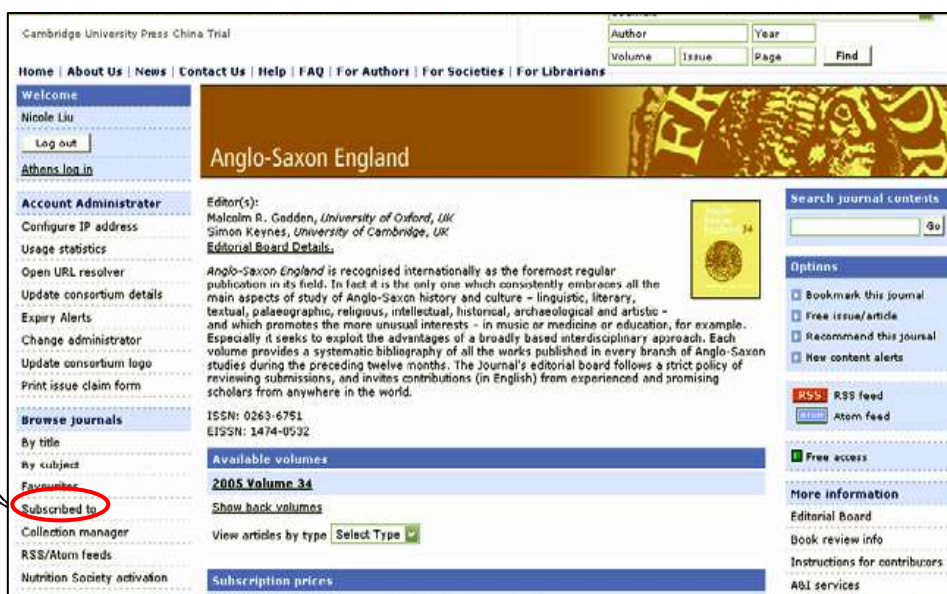 Cambridge University Press China Trial
Author
Year
Volume
Issue
Page
Find
Home | About Us | News | Contact Us | Help | FAQ | For Authors | For Societies | For Librarians
Welcome
Nicole Liu
Log out
Athens log in
Account Administrator
Configure IP address
Usage statistics
Open URL resolver
Update consortium details
Expiry Alerts
Change administrator
Update consortium logo
Print issue claim form
Browse journals
By title
By subject
Favourites
Subscribed to
Collection manager
RSS/Atom feeds
Nutrition Society activation
Anglo-Saxon England
Editor(s):
Malcolm R. Godden, University of Oxford, UK
Simon Keynes, University of Cambridge, UK
Editorial Board Details.
Anglo-Saxon England is recognised internationally as the foremost regular
publication in its field. In fact it is the only one which consistently embraces all the
main aspects of study of Anglo-Saxon history and culture – linguistic, literary,
textual, palaeographic, religious, intellectual, historical, archaeological and artistic –
and which promotes the more unusual interests – in music or medicine or education, for example.
Especially it seeks to exploit the advantages of a broadly based interdisciplinary approach. Each
volume provides a systematic bibliography of all the works published in every branch of Anglo-Saxon
studies during the preceding twelve months. The Journal's editorial board follows a strict policy of
reviewing submissions, and invites contributions (in English) from experienced and promising
scholars from anywhere in the world.
ISSN: 0263-6751
EISSN: 1474-0532
Available volumes
2005 Volume 34
Show back volumes
View articles by type Select Type
Subscription prices
34
Search journal contents
Go
Options
Bookmark this journal
Free issue/article
Recommend this journal
New content alerts
RSS RSS feed
Atom feed
Free access
More information
Editorial Board
Book review info
Instructions for contributors
A&I services